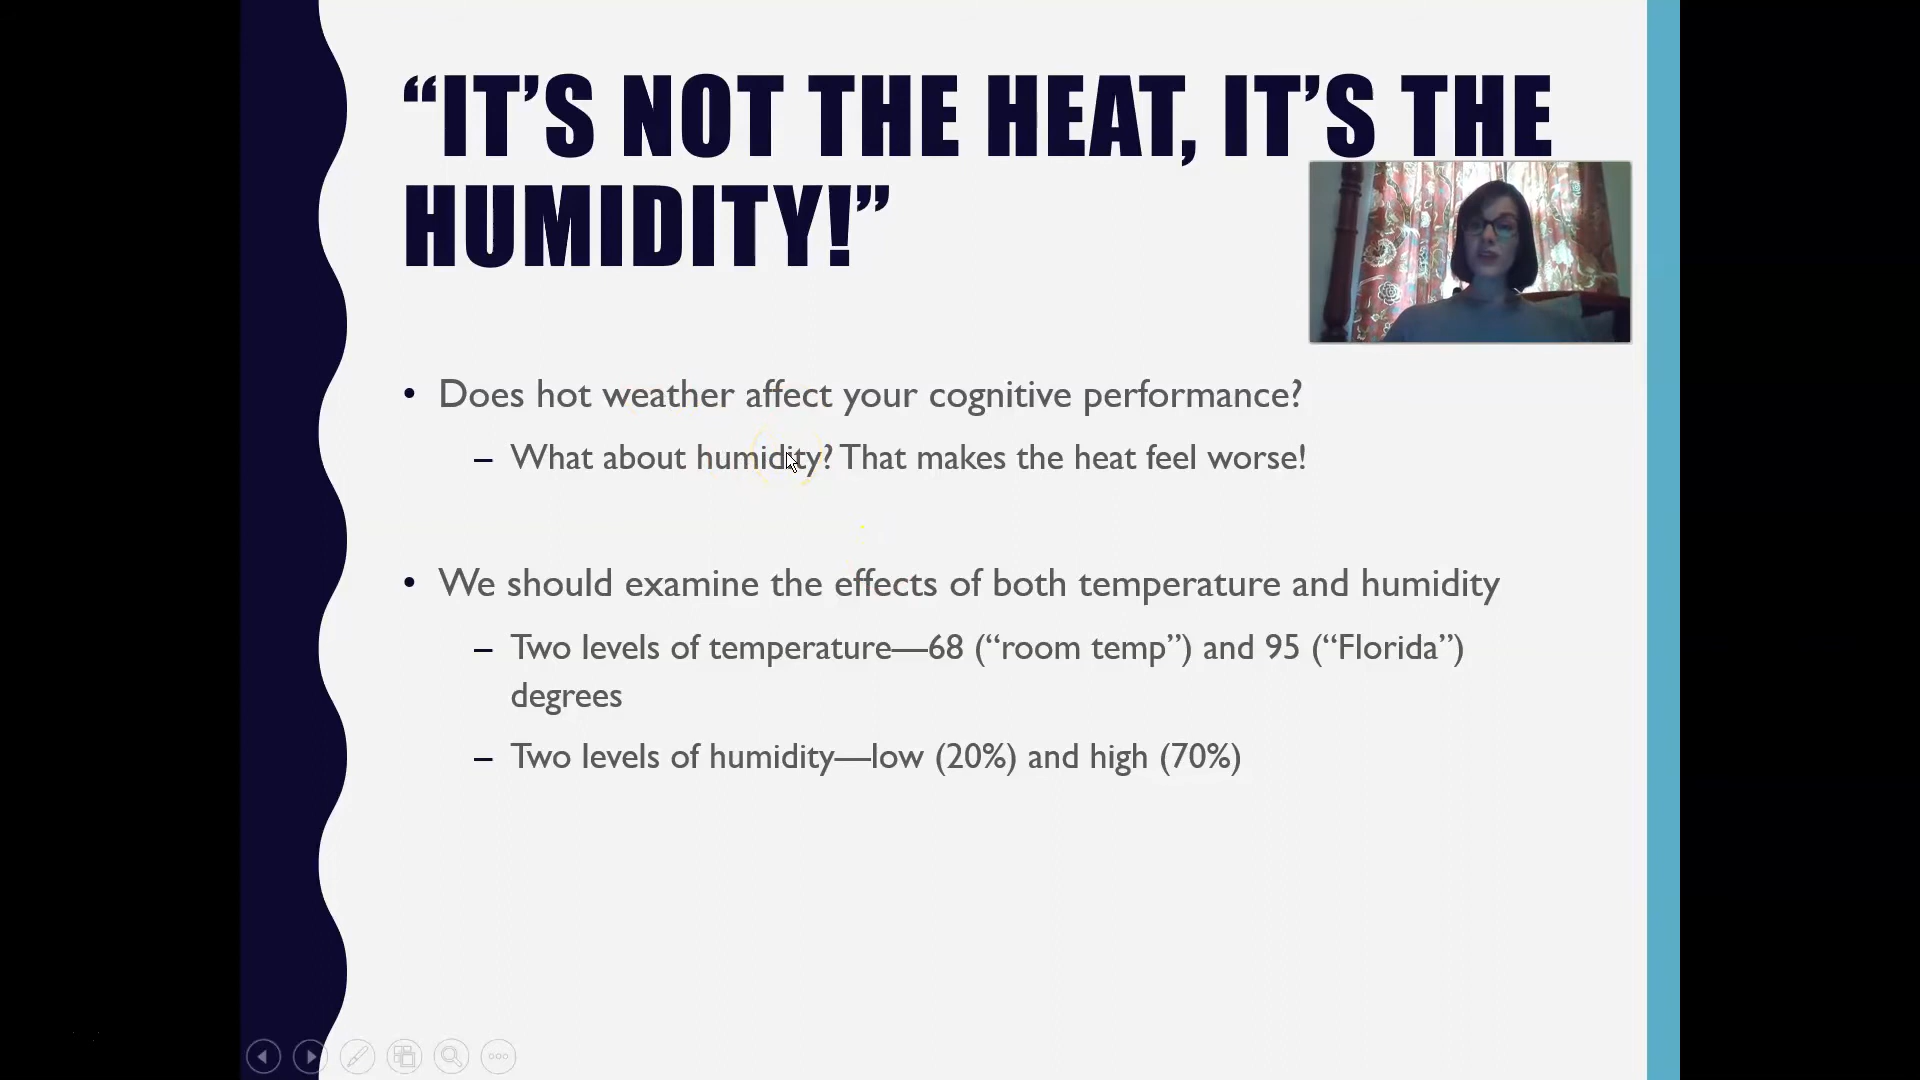 “IT’S NOT THE HEAT, IT’S THE
HUMIDITY!”
• Does hot weather affect your cognitive performance?
– What about humidity? That makes the heat feel worse!
• We should examine the effects of both temperature and humidity
– Two levels of temperature—68 (“room temp”) and 95 (“Florida”)
degrees
– Two levels of humidity—low (20%) and high (70%)